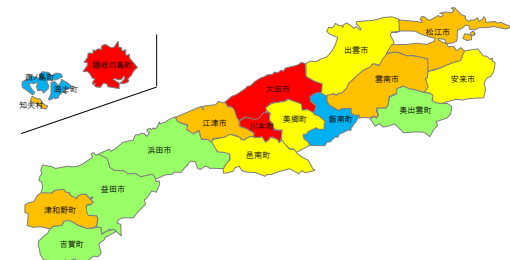 松江市
出雲市
隠岐の島町
西ノ島町
海士町
知夫村
雲南市
安来市
大田市
奥出雲町
飯南町
美郷町
川本町
江津市
邑南町
浜田市
益田市
津和野町
吉賀町